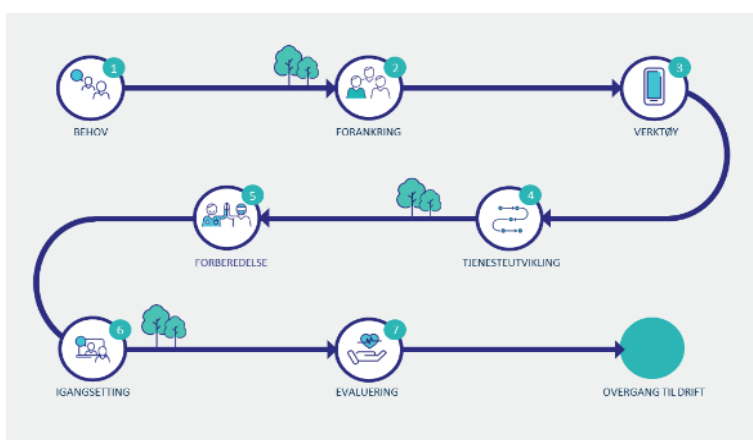 1
BEHOV
2
FORANKRING
3
VERKTØY
4
TJENESTEUTVIKLING
5
FORBEREDELSE
6
IGANGSETTING
7
EVALUERING
OVERGANG TIL DRIFT